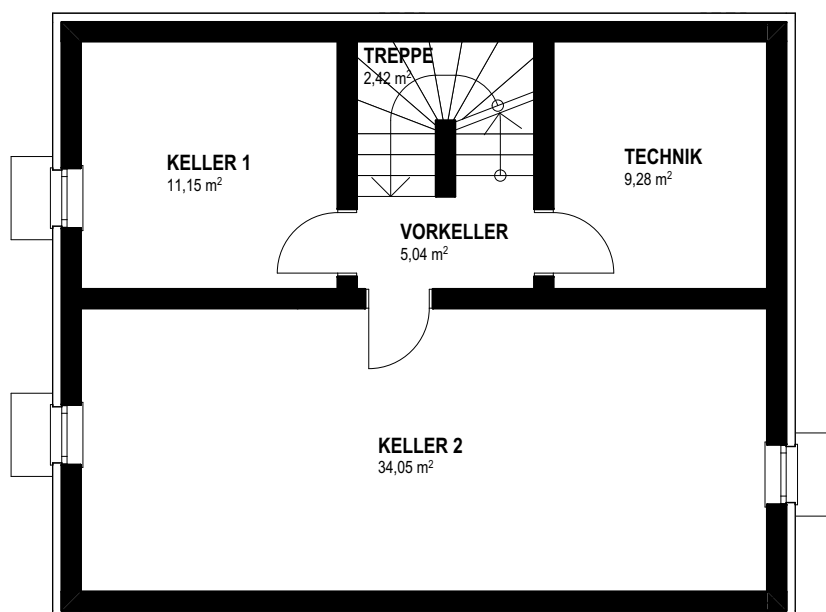 TREPPE
2,42 m²
KELLER 1
11,15 m²
TECHNIK
9,28 m²
VORKELLER
5,04 m²
KELLER 2
34,05 m²